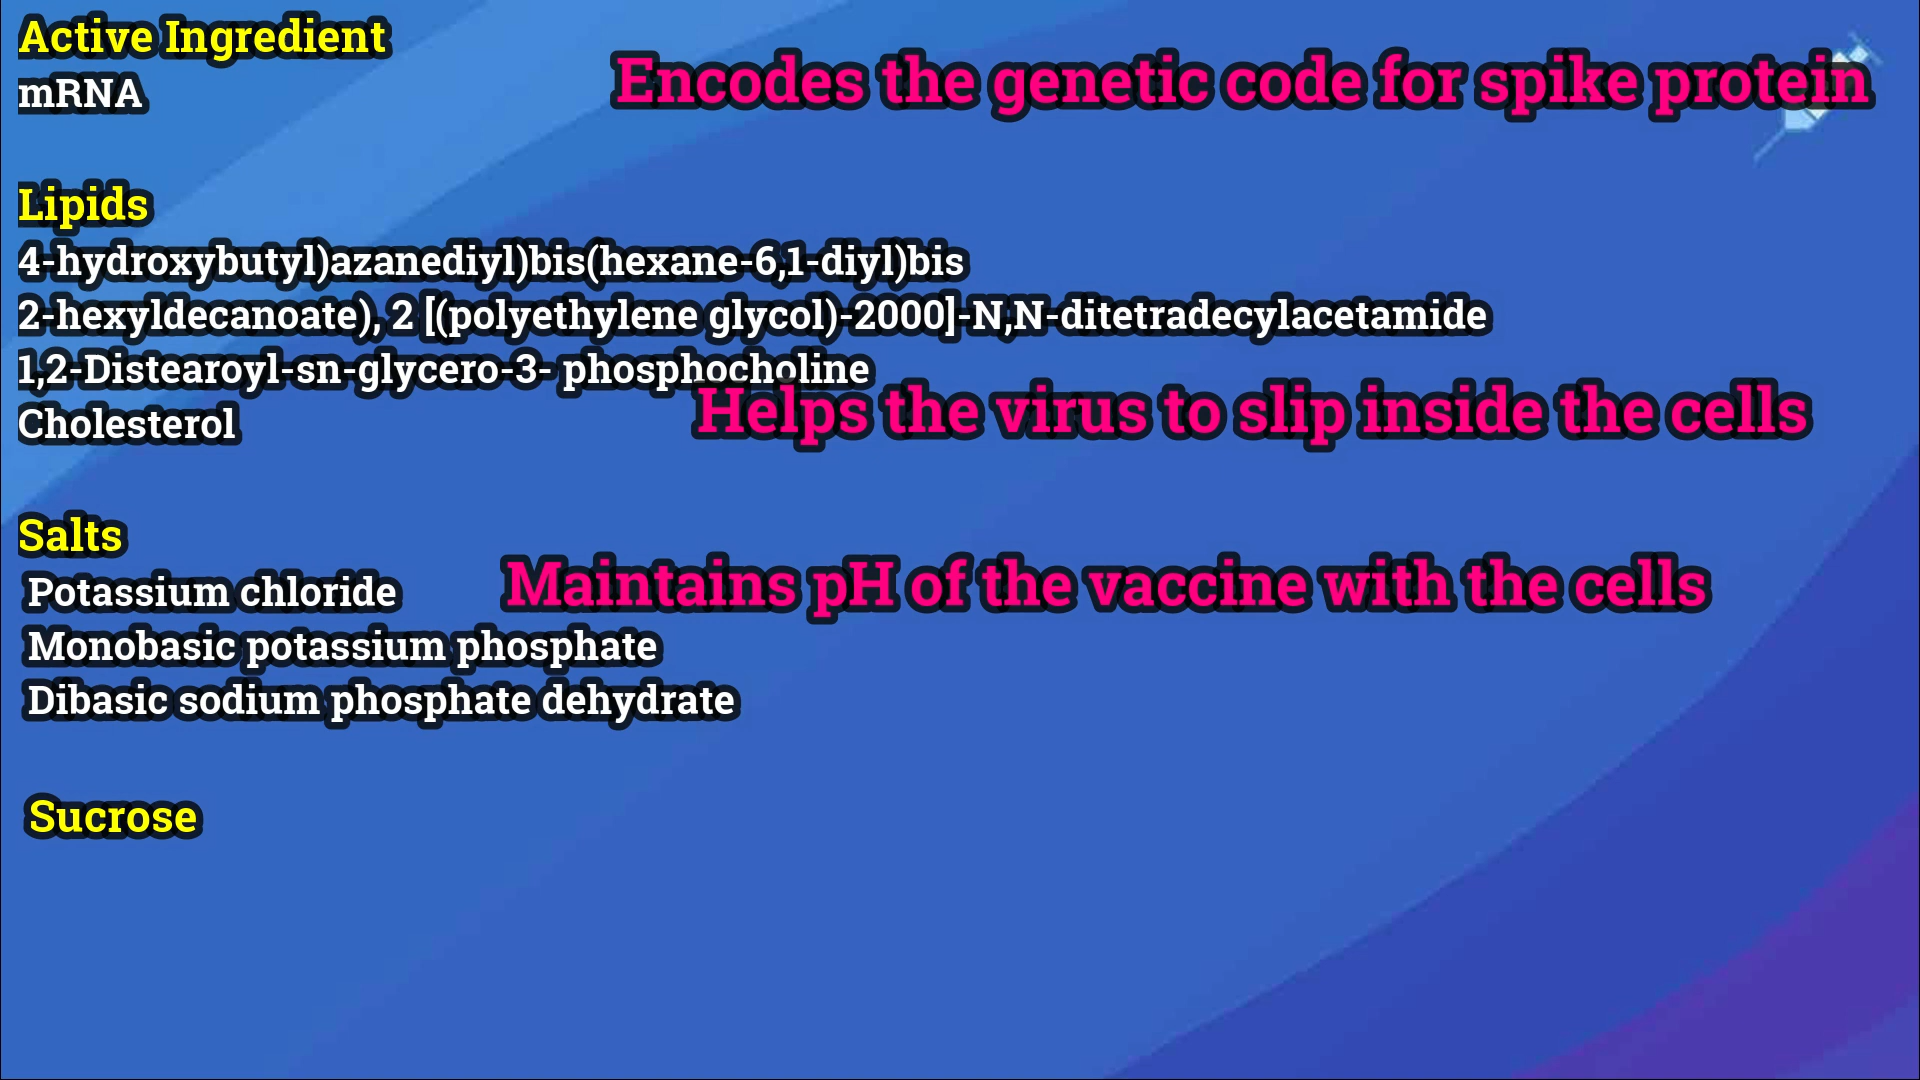 Active Ingredient
mRNA
Encodes the genetic code for spike protein
Lipids
4-hydroxybutyl)azanediyl)bis(hexane-6,1-diyl)bis
2-hexyldecanoate), 2 [(polyethylene glycol)-2000]-N,N-ditetradecylacetamide
1,2-Distearoyl-sn-glycero-3- phosphocholine
Cholesterol
Helps the virus to slip inside the cells
Salts
Potassium chloride
Maintains pH of the vaccine with the cells
Monobasic potassium phosphate
Dibasic sodium phosphate dehydrate
Sucrose